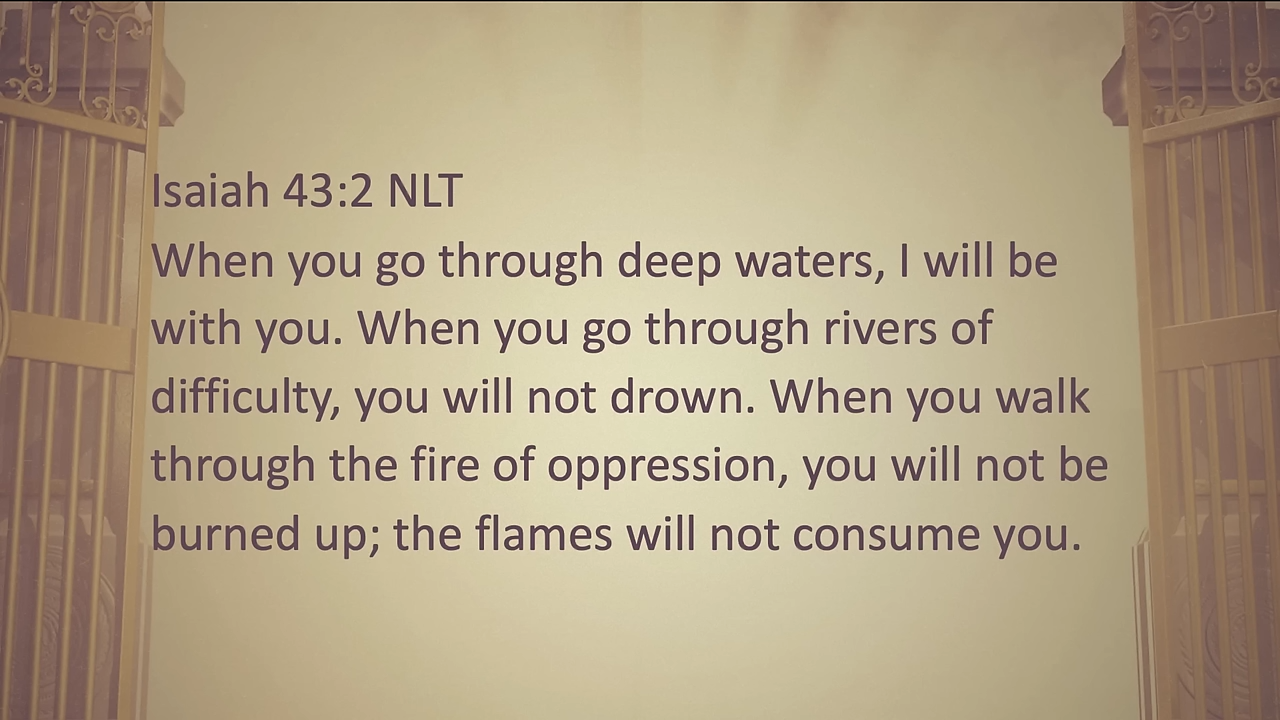 Isaiah 43:2 NLT
When you go through deep waters, I will be
with you. When you go through rivers of
difficulty, you will not drown. When you walk
through the fire of oppression, you will not be
burned up; the flames will not consume you.